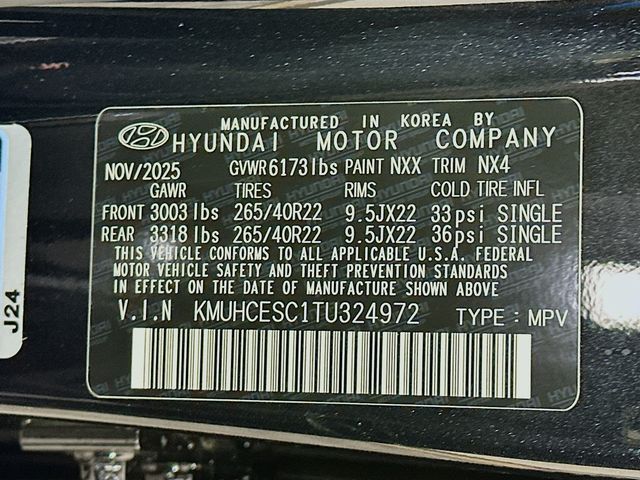 MANUFACTURED IN KOREA BY
HYUNDAI MOTOR COMPANY
NOV/2025 GVWR6173lbs PAINT NXX TRIM NX4
GAWR TIRES RIMS COLD TIRE INFL
FRONT 3003lbs 265/40R22 9.5JX22 33psi SINGLE
REAR 3318lbs 265/40R22 9.5JX22 36psi SINGLE
THIS VEHICLE CONFORMS TO ALL APPLICABLE U.S.A. FEDERAL
MOTOR VEHICLE SAFETY AND THEFT PREVENTION STANDARDS
IN EFFECT ON THE DATE OF MANUFACTURE SHOWN ABOVE
V.I.N KMUHCESC1TU324972 TYPE : MPV
J24